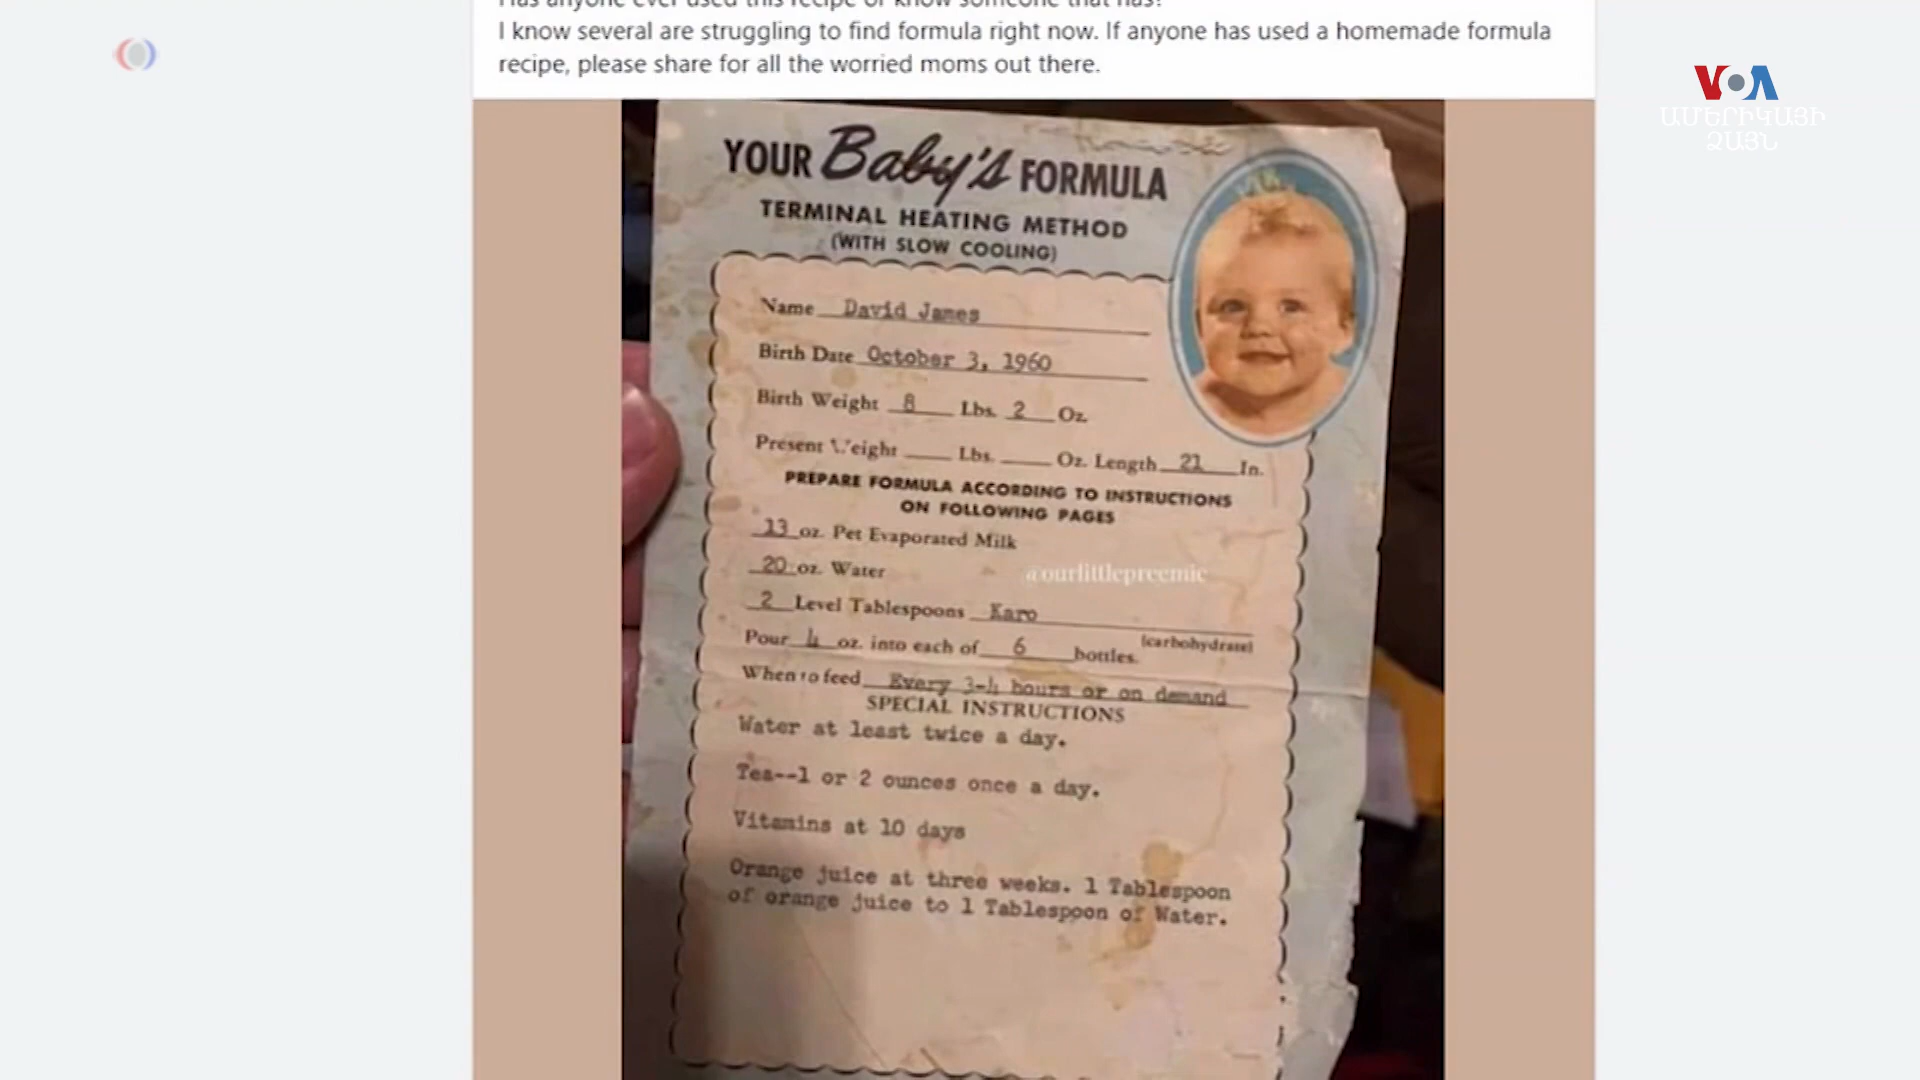 I know several are struggling to find formula right now. If anyone has used a homemade formula
recipe, please share for all the worried moms out there.
VOA
ԱՄԵՐԻԿԱՅԻ
ՁԱՅՆ
YOUR Baby's FORMULA
TERMINAL HEATING METHOD
(WITH SLOW COOLING)
Name David James
Birth Date October 3, 1960
Birth Weight 8 Lbs. 2 Oz.
Present Weight Lbs. Oz. Length 21 In.
PREPARE FORMULA ACCORDING TO INSTRUCTIONS
ON FOLLOWING PAGES
13 oz. Pet Evaporated Milk
@ourlittlepreemie
20 oz. Water
2 Level Tablespoons Karo
(carbohydrate)
Pour 4 oz. into each of 6 bottles.
When to feed Every 3-4 hours or on demand
SPECIAL INSTRUCTIONS
Water at least twice a day.
Tea--1 or 2 ounces once a day.
Vitamins at 10 days
Orange juice at three weeks. 1 Tablespoon
of orange juice to 1 Tablespoon of Water.